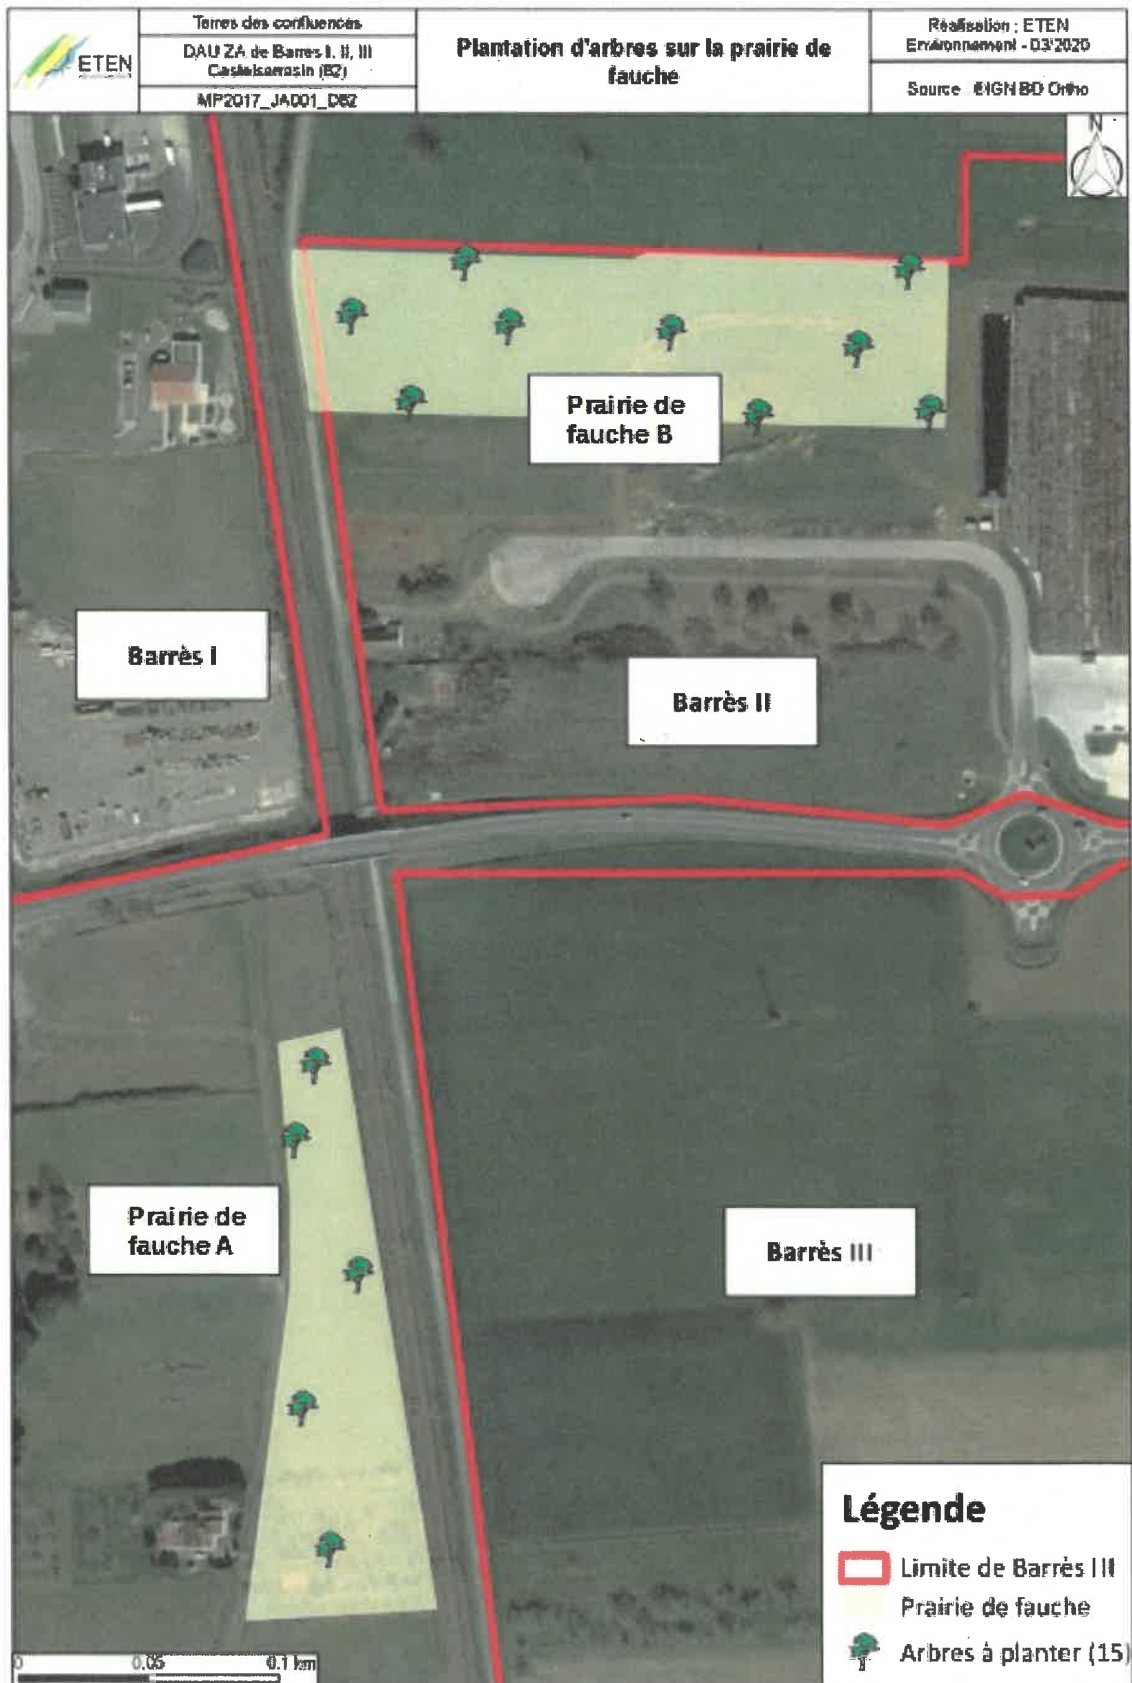 ETEN
Terres des confluences
DAU ZA de Barres I, II, III
Castelsarrasin (82)
MP2017_JA001_D82
Plantation d'arbres sur la prairie de
fauche
Réalisation : ETEN
Environnement - 03/2020
Source : ©IGN BD Ortho
N
Prairie de
fauche B
Barrès I
Barrès II
Prairie de
fauche A
Barrès III
Légende
Limite de Barrès III
Prairie de fauche
Arbres à planter (15)
0 0.05 0.1 km